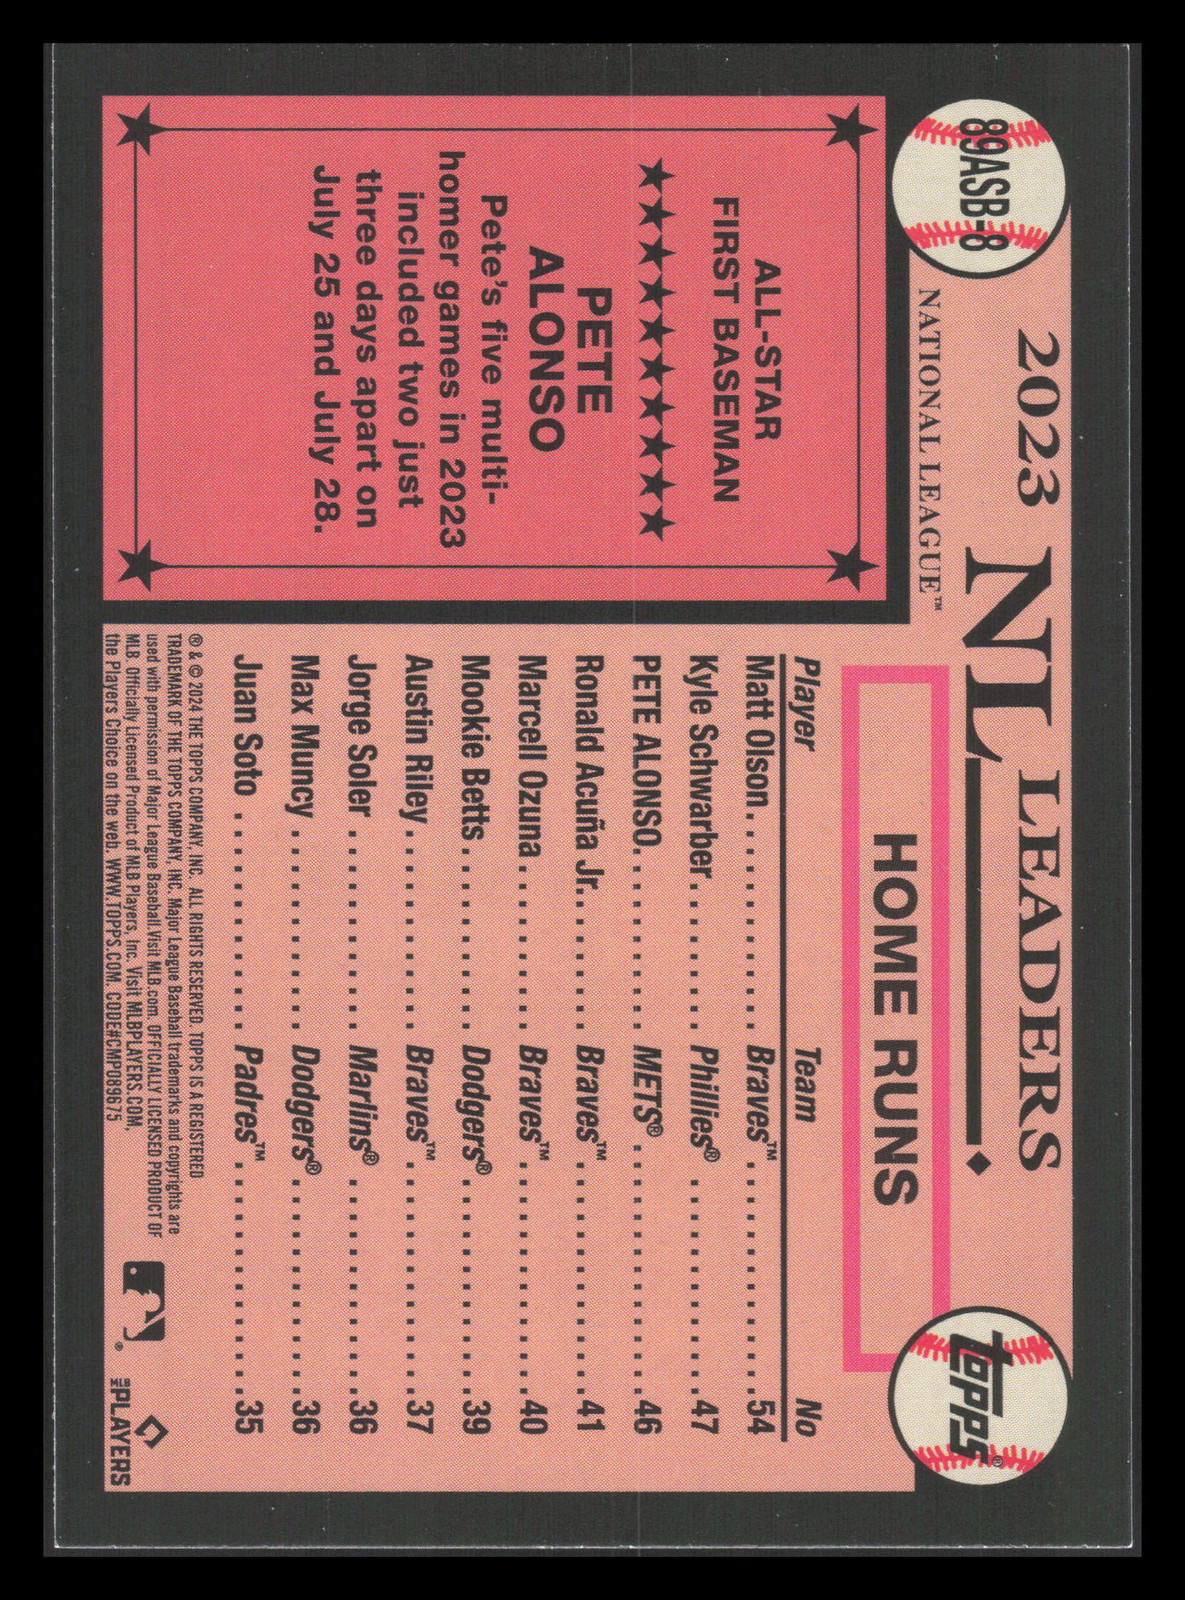 89ASB-8
2023 NL LEADERS
NATIONAL LEAGUE™
topps®
HOME RUNS
ALL-STAR
FIRST BASEMAN
PETE
ALONSO
Pete's five multi-
homer games in 2023
included two just
three days apart on
July 25 and July 28.
Player Team No
Matt Olson Braves™ 54
Kyle Schwarber Phillies® 47
PETE ALONSO METS® 46
Ronald Acuña Jr. Braves™ 41
Marcell Ozuna Braves™ 40
Mookie Betts Dodgers® 39
Austin Riley Braves™ 37
Jorge Soler Marlins® 36
Max Muncy Dodgers® 36
Juan Soto Padres™ 35
® & © 2024 THE TOPPS COMPANY, INC. ALL RIGHTS RESERVED. TOPPS IS A REGISTERED
TRADEMARK OF THE TOPPS COMPANY, INC. Major League Baseball trademarks and copyrights are
used with permission of Major League Baseball. Visit MLB.com. OFFICIALLY LICENSED PRODUCT OF
MLB. Officially Licensed Product of MLB Players, Inc. Visit MLBPLAYERS.COM,
the Players Choice on the web. WWW.TOPPS.COM. CODE#CMP089675
®
MLB PLAYERS